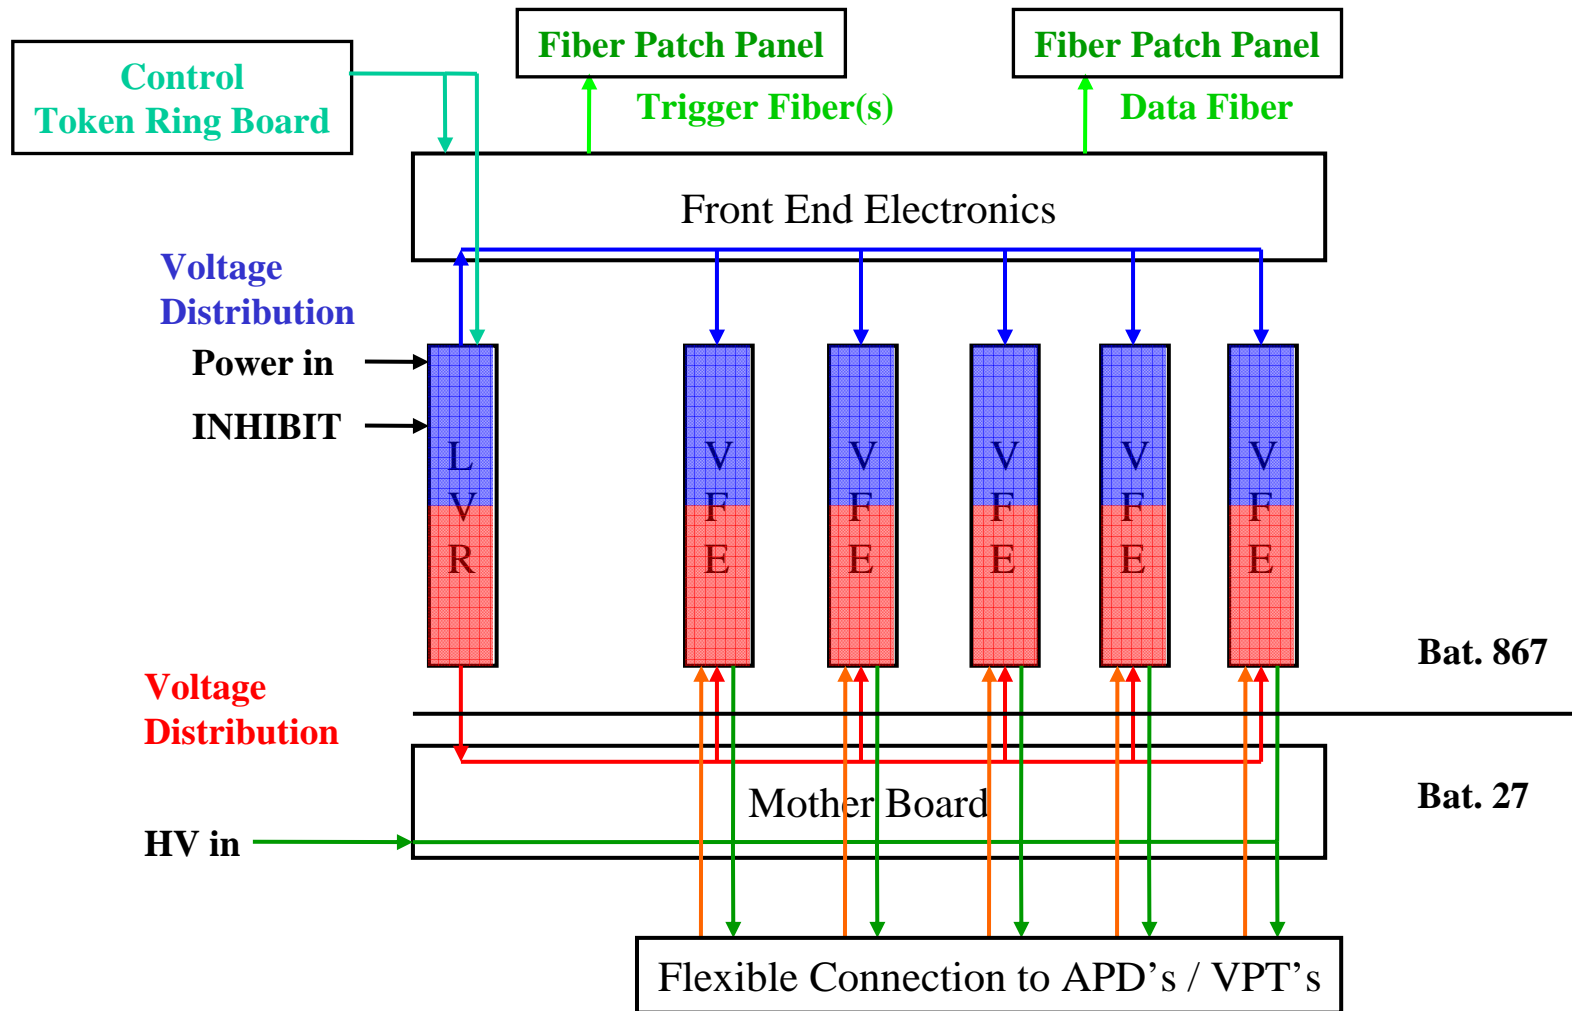 Fiber Patch Panel
Fiber Patch Panel
Control
Token Ring Board
Trigger Fiber(s)
Data Fiber
Front End Electronics
Voltage
Distribution
Power in
INHIBIT
L
V
R
V
F
E
V
F
E
V
F
E
V
F
E
V
F
E
Bat. 867
Voltage
Distribution
Mother Board
Bat. 27
HV in
Flexible Connection to APD’s / VPT’s